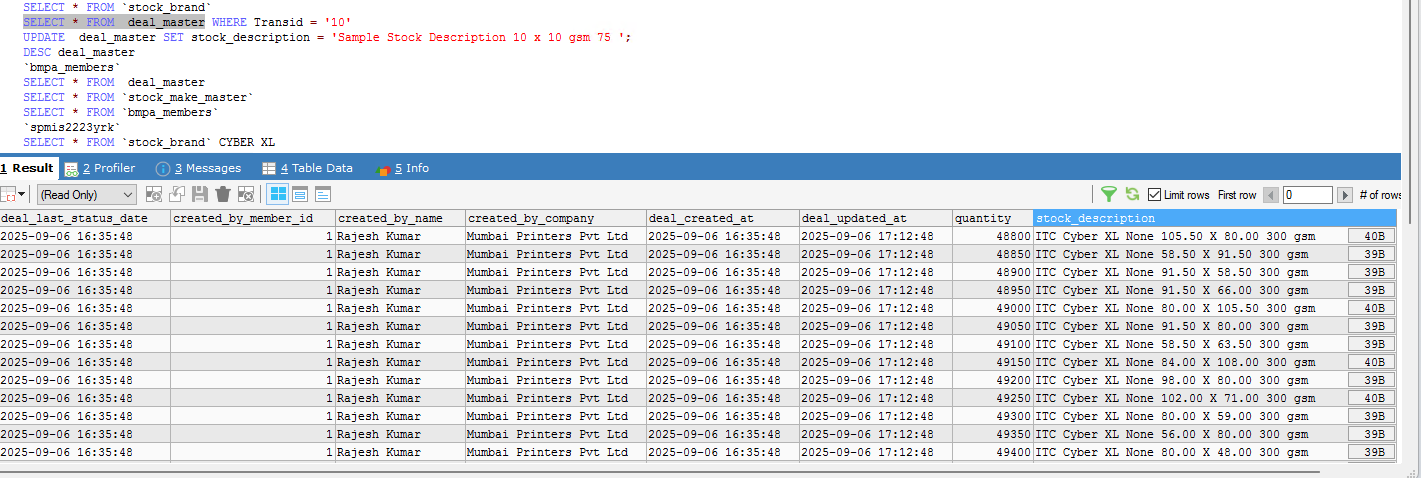 SELECT * FROM `stock_brand`
SELECT * FROM  deal_master WHERE Transid = '10'
UPDATE  deal_master SET stock_description = 'Sample Stock Description 10 x 10 gsm 75 ';
DESC deal_master
`bmpa_members`
SELECT * FROM  deal_master
SELECT * FROM `stock_make_master`
SELECT * FROM `bmpa_members`
`spmis2223yrk`
SELECT * FROM `stock_brand` CYBER XL
1 Result 2 Profiler 3 Messages 4 Table Data 5 Info
(Read Only) Limit rows First row 0 # of rows
deal_last_status_date created_by_member_id created_by_name created_by_company deal_created_at deal_updated_at quantity stock_description
2025-09-06 16:35:48 1 Rajesh Kumar Mumbai Printers Pvt Ltd 2025-09-06 16:35:48 2025-09-06 17:12:48 48800 ITC Cyber XL None 105.50 X 80.00 300 gsm 40B
2025-09-06 16:35:48 1 Rajesh Kumar Mumbai Printers Pvt Ltd 2025-09-06 16:35:48 2025-09-06 17:12:48 48850 ITC Cyber XL None 58.50 X 91.50 300 gsm 39B
2025-09-06 16:35:48 1 Rajesh Kumar Mumbai Printers Pvt Ltd 2025-09-06 16:35:48 2025-09-06 17:12:48 48900 ITC Cyber XL None 91.50 X 58.50 300 gsm 39B
2025-09-06 16:35:48 1 Rajesh Kumar Mumbai Printers Pvt Ltd 2025-09-06 16:35:48 2025-09-06 17:12:48 48950 ITC Cyber XL None 91.50 X 66.00 300 gsm 39B
2025-09-06 16:35:48 1 Rajesh Kumar Mumbai Printers Pvt Ltd 2025-09-06 16:35:48 2025-09-06 17:12:48 49000 ITC Cyber XL None 80.00 X 105.50 300 gsm 40B
2025-09-06 16:35:48 1 Rajesh Kumar Mumbai Printers Pvt Ltd 2025-09-06 16:35:48 2025-09-06 17:12:48 49050 ITC Cyber XL None 91.50 X 80.00 300 gsm 39B
2025-09-06 16:35:48 1 Rajesh Kumar Mumbai Printers Pvt Ltd 2025-09-06 16:35:48 2025-09-06 17:12:48 49100 ITC Cyber XL None 58.50 X 63.50 300 gsm 39B
2025-09-06 16:35:48 1 Rajesh Kumar Mumbai Printers Pvt Ltd 2025-09-06 16:35:48 2025-09-06 17:12:48 49150 ITC Cyber XL None 84.00 X 108.00 300 gsm 40B
2025-09-06 16:35:48 1 Rajesh Kumar Mumbai Printers Pvt Ltd 2025-09-06 16:35:48 2025-09-06 17:12:48 49200 ITC Cyber XL None 98.00 X 80.00 300 gsm 39B
2025-09-06 16:35:48 1 Rajesh Kumar Mumbai Printers Pvt Ltd 2025-09-06 16:35:48 2025-09-06 17:12:48 49250 ITC Cyber XL None 102.00 X 71.00 300 gsm 40B
2025-09-06 16:35:48 1 Rajesh Kumar Mumbai Printers Pvt Ltd 2025-09-06 16:35:48 2025-09-06 17:12:48 49300 ITC Cyber XL None 80.00 X 59.00 300 gsm 39B
2025-09-06 16:35:48 1 Rajesh Kumar Mumbai Printers Pvt Ltd 2025-09-06 16:35:48 2025-09-06 17:12:48 49350 ITC Cyber XL None 56.00 X 80.00 300 gsm 39B
2025-09-06 16:35:48 1 Rajesh Kumar Mumbai Printers Pvt Ltd 2025-09-06 16:35:48 2025-09-06 17:12:48 49400 ITC Cyber XL None 80.00 X 48.00 300 gsm 39B